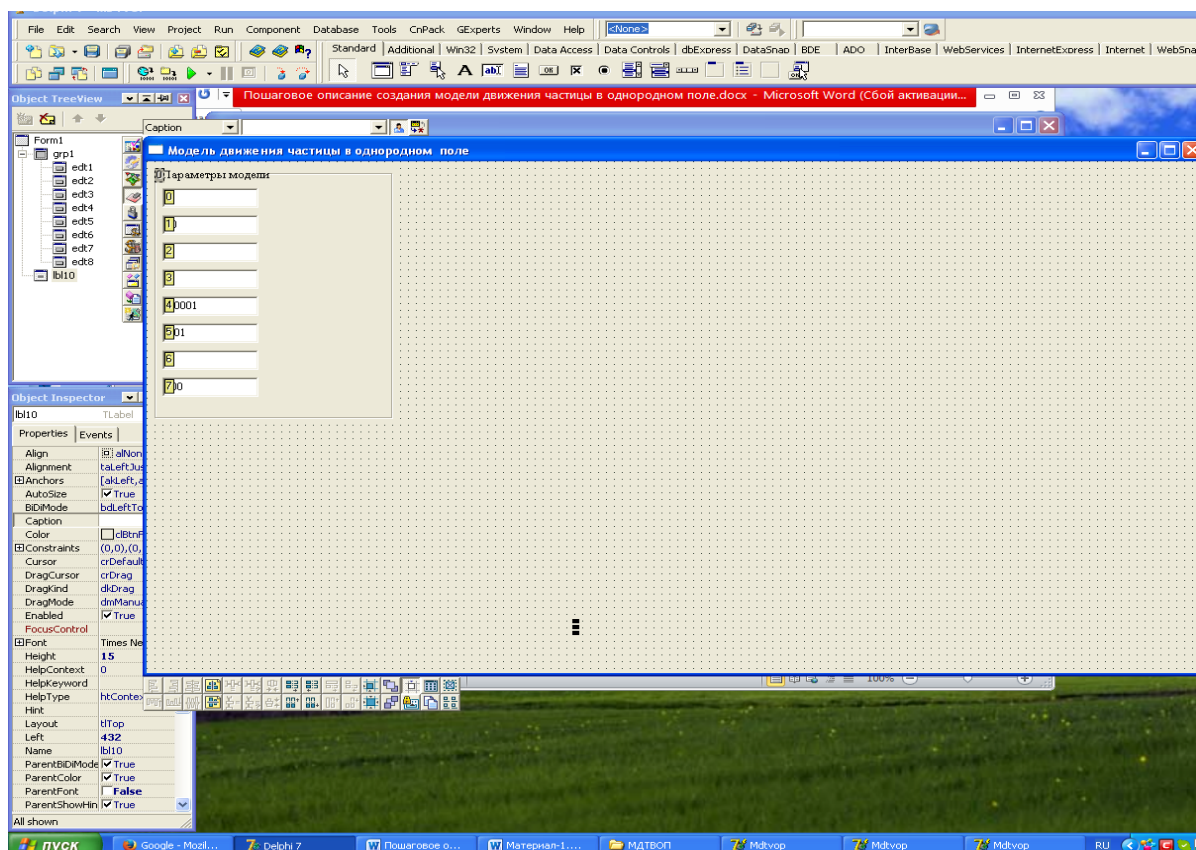 File Edit Search View Project Run Component Database Tools CnPack GExperts Window Help <None>
Standard Additional Win32 System Data Access Data Controls dbExpress DataSnap BDE ADO InterBase WebServices InternetExpress Internet WebSna
Object TreeView
Пошаговое описание создания модели движения частицы в однородном поле.docx - Microsoft Word (Сбой активации...
Caption
Form1
grp1
edt1
edt2
edt3
edt4
edt5
edt6
edt7
edt8
lbl10
Модель движения частицы в однородном поле
Параметры модели
0
1
2
3
4 0001
5 01
6
7 00
Object Inspector
lbl10 TLabel
Properties Events
Align alNon
Alignment taLeftJus
Anchors [akLeft,a
AutoSize True
BiDiMode bdLeftTo
Caption
Color clBtnF
Constraints (0,0),(0,
Cursor crDefault
DragCursor crDrag
DragKind dkDrag
DragMode dmManua
Enabled True
FocusControl
Font Times Ne
Height 15
HelpContext 0
HelpKeyword
HelpType htContex
Hint
Layout tlTop
Left 432
Name lbl10
ParentBiDiMode True
ParentColor True
ParentFont False
ParentShowHin True
All shown
100%
пуск Google - Mozil... Delphi 7 Пошаговое о... Материал-1.... МДТВОП Mdtvop Mdtvop Mdtvop RU